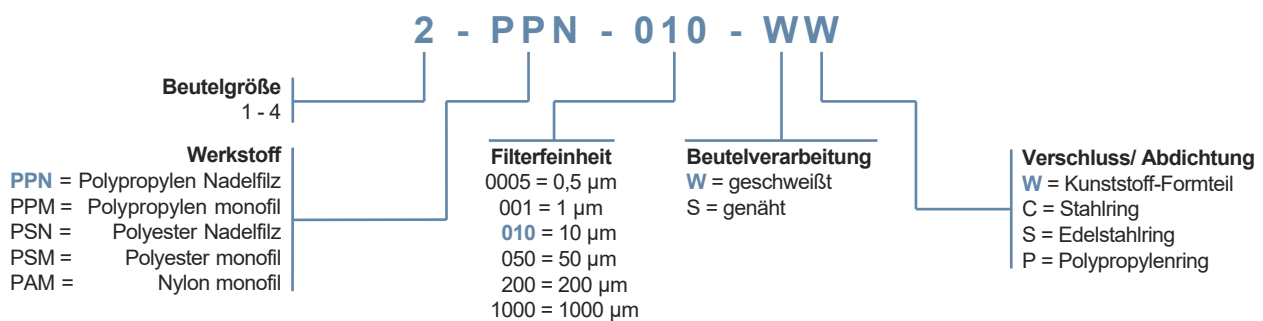 2 - PPN - 010 - WW
Beutelgröße
1 - 4
Werkstoff
PPN = Polypropylen Nadelfilz
PPM = Polypropylen monofil
PSN = Polyester Nadelfilz
PSM = Polyester monofil
PAM = Nylon monofil
Filterfeinheit
0005 = 0,5 µm
001 = 1 µm
010 = 10 µm
050 = 50 µm
200 = 200 µm
1000 = 1000 µm
Beutelverarbeitung
W = geschweißt
S = genäht
Verschluss/ Abdichtung
W = Kunststoff-Formteil
C = Stahlring
S = Edelstahlring
P = Polypropylenring